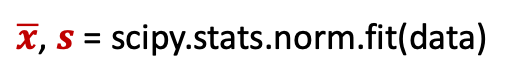 x̅, s = scipy.stats.norm.fit(data)